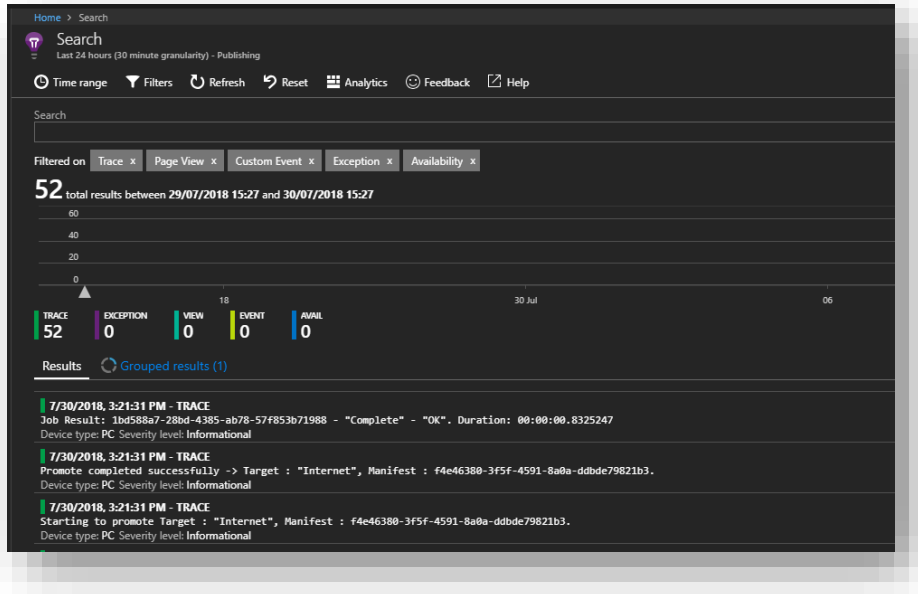 Home > Search
Search
Last 24 hours (30 minute granularity) - Publishing
Time range Filters Refresh Reset Analytics Feedback Help
Search
Filtered on Trace x Page View x Custom Event x Exception x Availability x
52 total results between 29/07/2018 15:27 and 30/07/2018 15:27
60
40
20
0
18 30 Jul 06
TRACE EXCEPTION VIEW EVENT AVAIL
52 0 0 0 0
Results Grouped results (1)
7/30/2018, 3:21:31 PM - TRACE
Job Result: 1bd588a7-28bd-4385-ab78-57f853b71988 - "Complete" - "OK". Duration: 00:00:00.8325247
Device type: PC Severity level: Informational
7/30/2018, 3:21:31 PM - TRACE
Promote completed successfully -> Target : "Internet", Manifest : f4e46380-3f5f-4591-8a0a-ddbde79821b3.
Device type: PC Severity level: Informational
7/30/2018, 3:21:31 PM - TRACE
Starting to promote Target : "Internet", Manifest : f4e46380-3f5f-4591-8a0a-ddbde79821b3.
Device type: PC Severity level: Informational